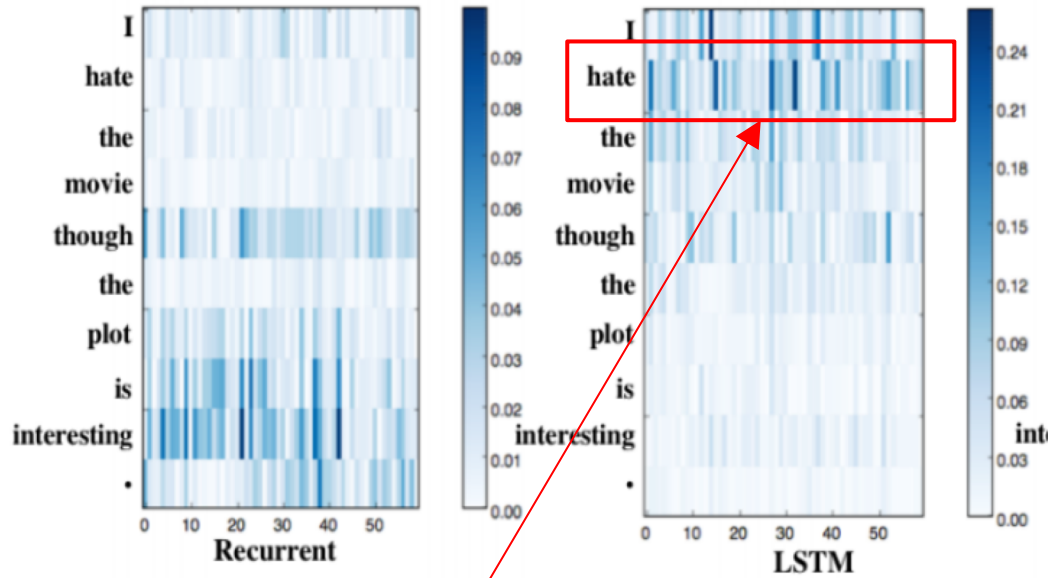 I
hate
the
movie
though
the
plot
is
interesting
.
0 10 20 30 40 50
Recurrent
0.09
0.08
0.07
0.06
0.05
0.04
0.03
0.02
0.01
0.00
I
hate
the
movie
though
the
plot
is
interesting
.
0 10 20 30 40 50
LSTM
0.24
0.21
0.18
0.15
0.12
0.09
0.06
0.03
0.00
inte